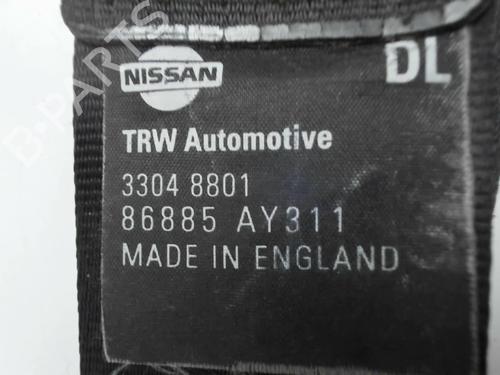 NISSAN
DL
TRW Automotive
3304 8801
86885 AY311
MADE IN ENGLAND
B-PARTS